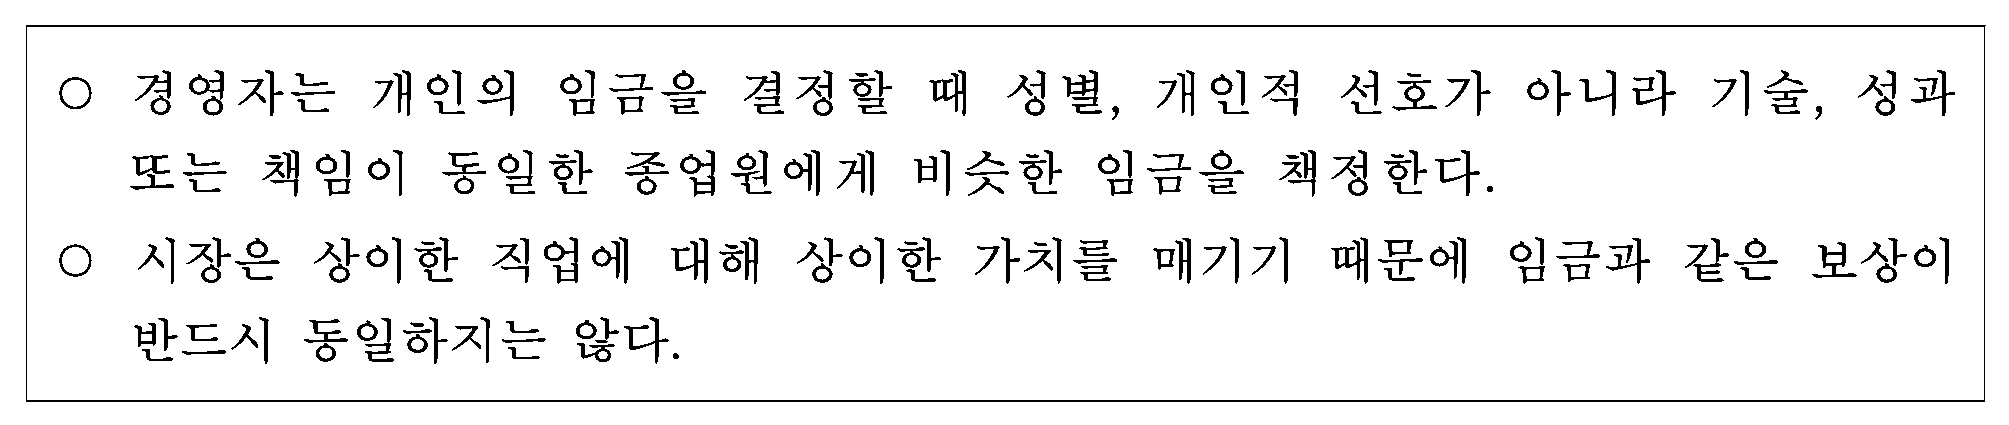 ○ 경영자는 개인의 임금을 결정할 때 성별, 개인적 선호가 아니라 기술, 성과
또는 책임이 동일한 종업원에게 비슷한 임금을 책정한다.
○ 시장은 상이한 직업에 대해 상이한 가치를 매기기 때문에 임금과 같은 보상이
반드시 동일하지는 않다.